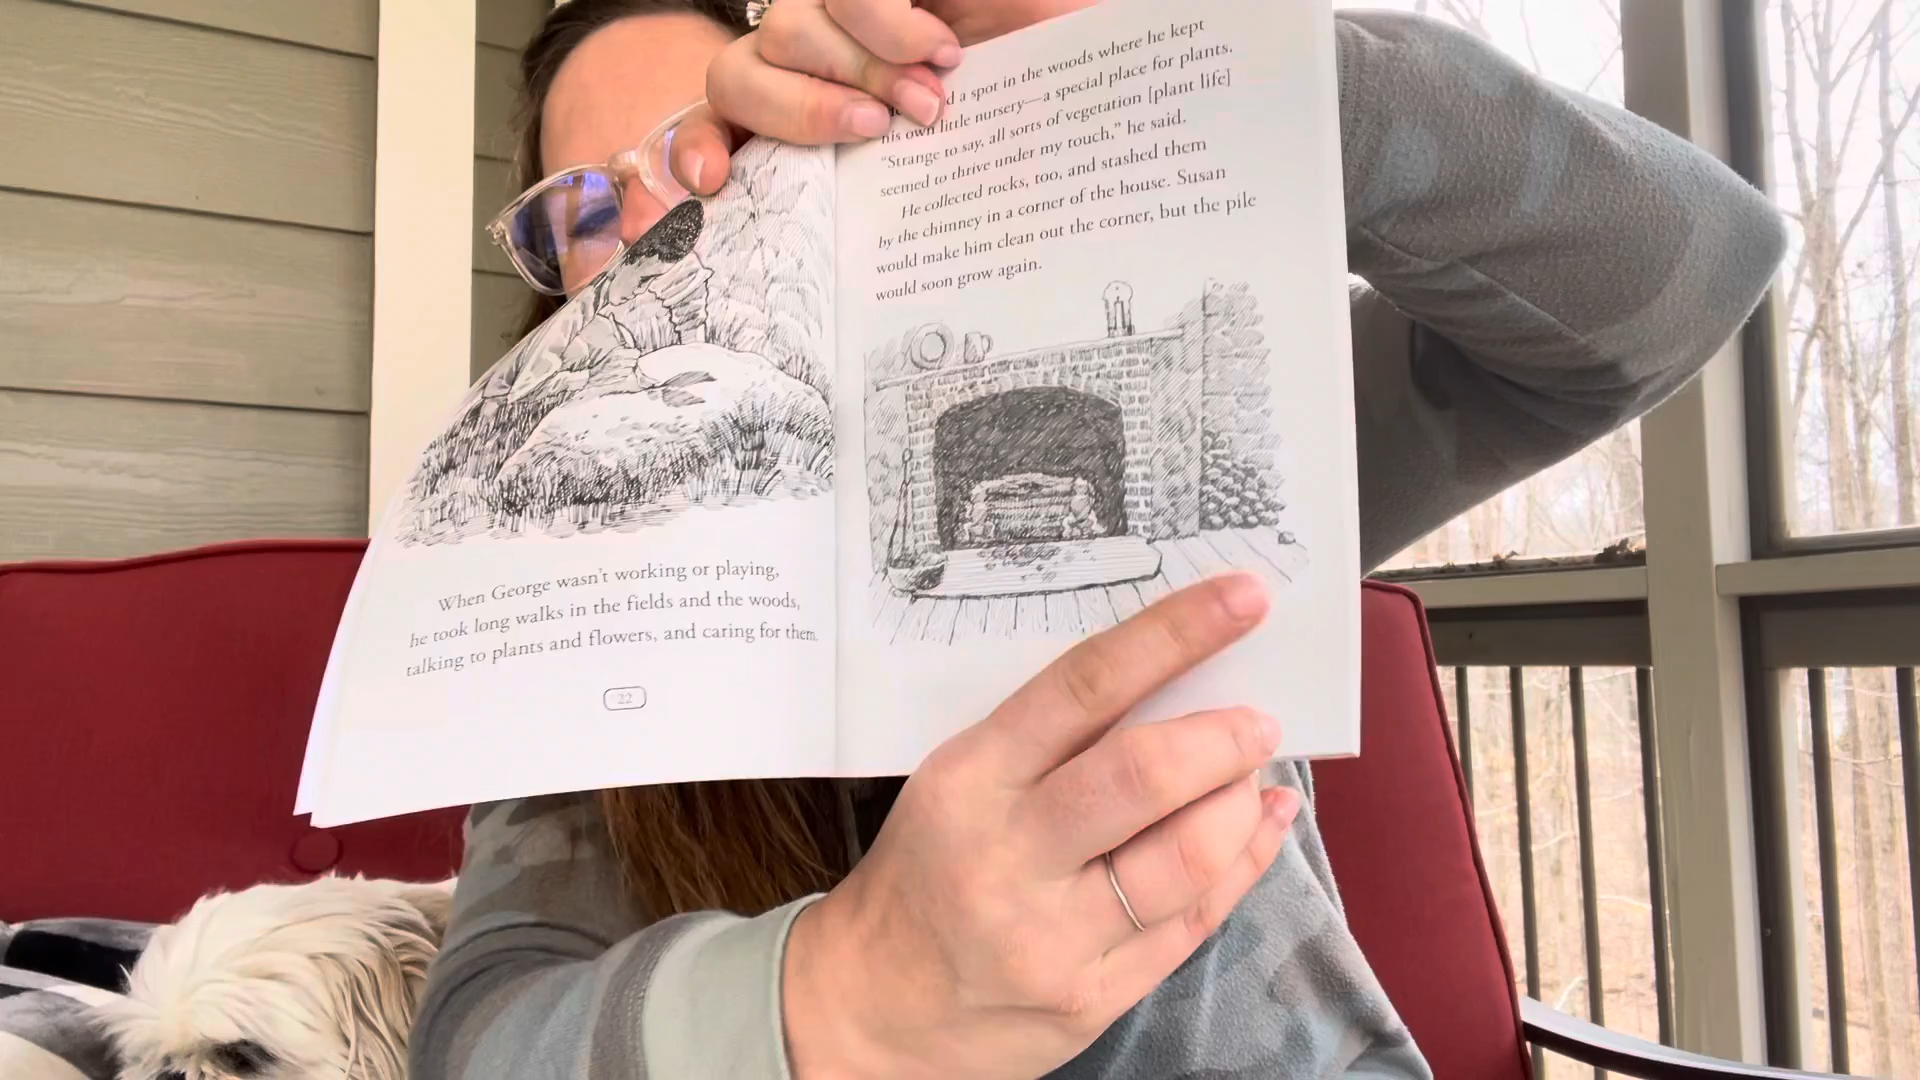 When George wasn't working or playing,
he took long walks in the fields and the woods,
talking to plants and flowers, and caring for them.
22
a spot in the woods where he kept
his own little nursery—a special place for plants.
"Strange to say, all sorts of vegetation [plant life]
seemed to thrive under my touch," he said.
He collected rocks, too, and stashed them
by the chimney in a corner of the house. Susan
would make him clean out the corner, but the pile
would soon grow again.